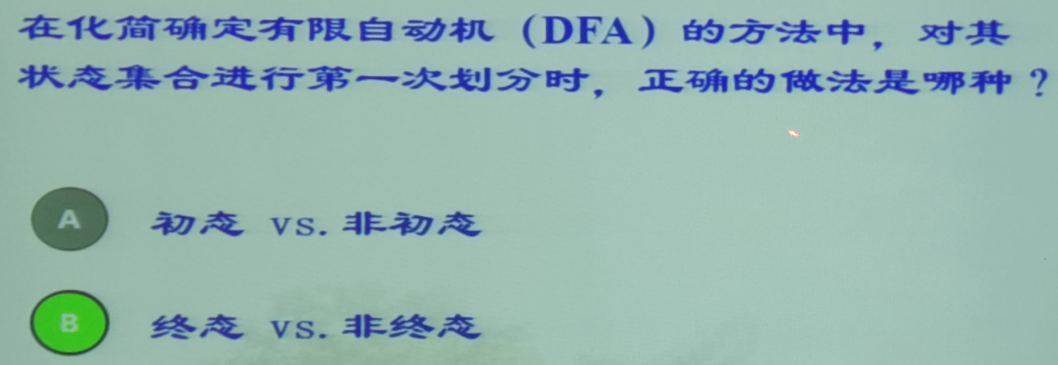 在化简确定有限自动机（DFA）的方法中，对其
状态集合进行第一次划分时，正确的做法是哪种？
A 初态 vs. 非初态
B 终态 vs. 非终态